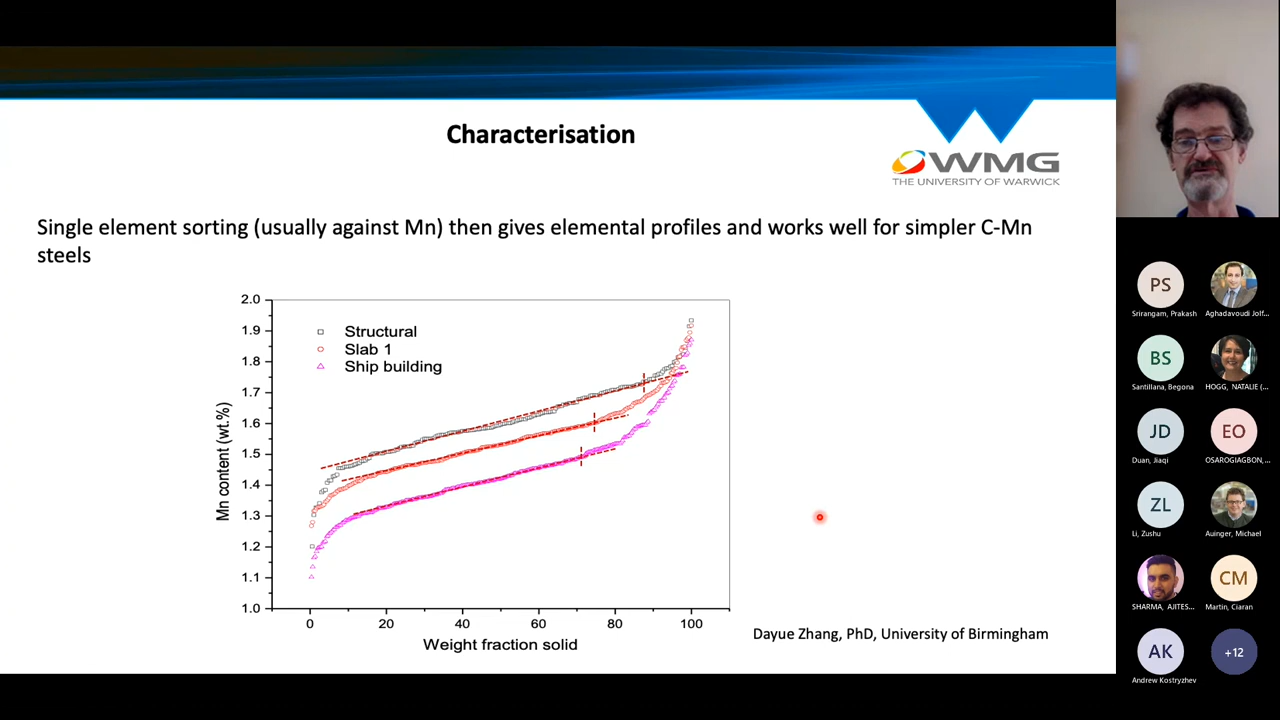 Characterisation
WMG
THE UNIVERSITY OF WARWICK
Single element sorting (usually against Mn) then gives elemental profiles and works well for simpler C-Mn
steels
Structural
Slab 1
Ship building
2.0
1.9
1.8
1.7
1.6
1.5
1.4
1.3
1.2
1.1
1.0
Mn content (wt.%)
0 20 40 60 80 100
Weight fraction solid
Dayue Zhang, PhD, University of Birmingham
PS
Srirangam, Prakash
Aghadavoudi Jolf...
BS
Santillana, Begona
HOGG, NATALIE (...
JD
Duan, Jiaqi
EO
OSAROGIAGBON,...
ZL
Li, Zushu
Auinger, Michael
SHARMA, AJITES...
CM
Martin, Ciaran
AK
Andrew Kostryzhev
+12